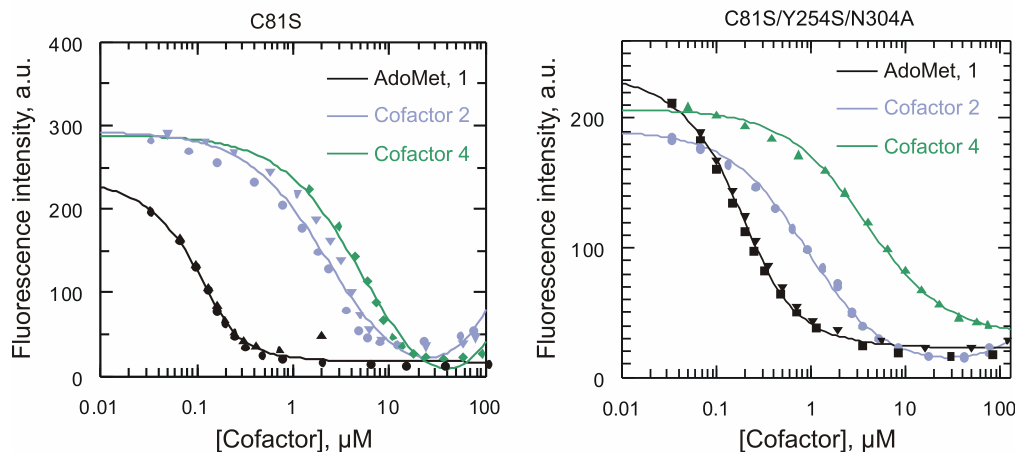 C81S
Fluorescence intensity, a.u.
400
300
200
100
0
AdoMet, 1
Cofactor 2
Cofactor 4
0.01 0.1 1 10 100
[Cofactor], µM
C81S/Y254S/N304A
Fluorescence intensity, a.u.
200
100
0
AdoMet, 1
Cofactor 2
Cofactor 4
0.01 0.1 1 10 100
[Cofactor], µM